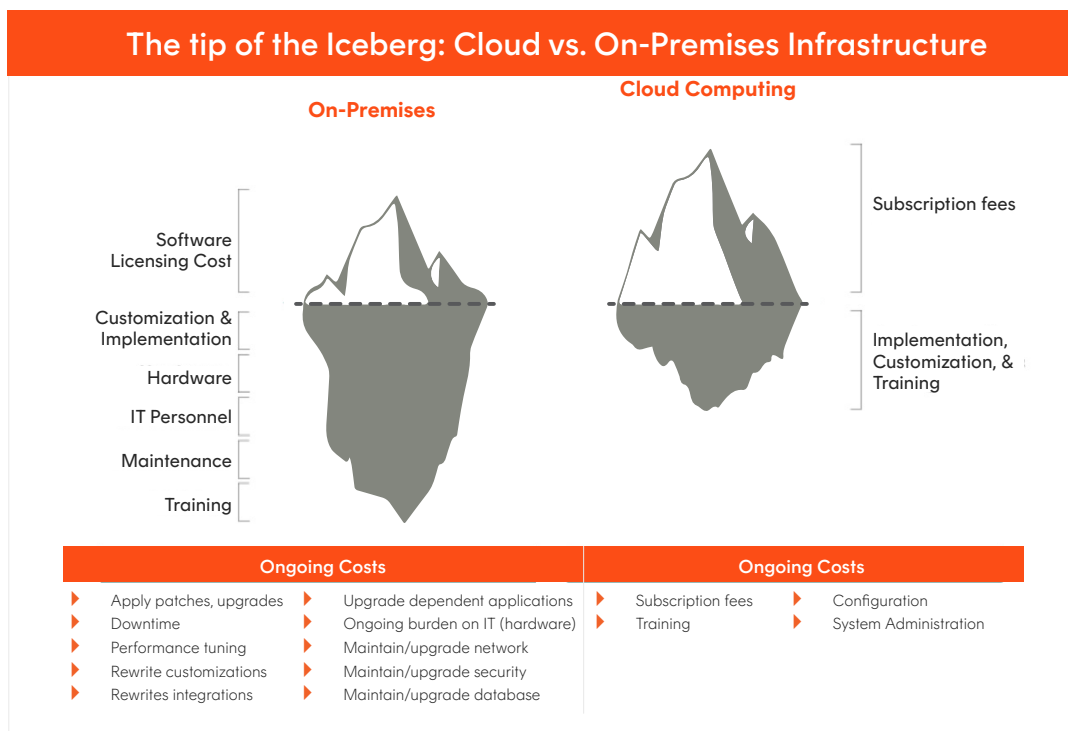 The tip of the Iceberg: Cloud vs. On-Premises Infrastructure
On-Premises
Software
Licensing Cost
Customization &
Implementation
Hardware
IT Personnel
Maintenance
Training
Cloud Computing
Subscription fees
Implementation,
Customization, &
Training
Ongoing Costs
Apply patches, upgrades
Downtime
Performance tuning
Rewrite customizations
Rewrites integrations
Upgrade dependent applications
Ongoing burden on IT (hardware)
Maintain/upgrade network
Maintain/upgrade security
Maintain/upgrade database
Ongoing Costs
Subscription fees
Training
Configuration
System Administration